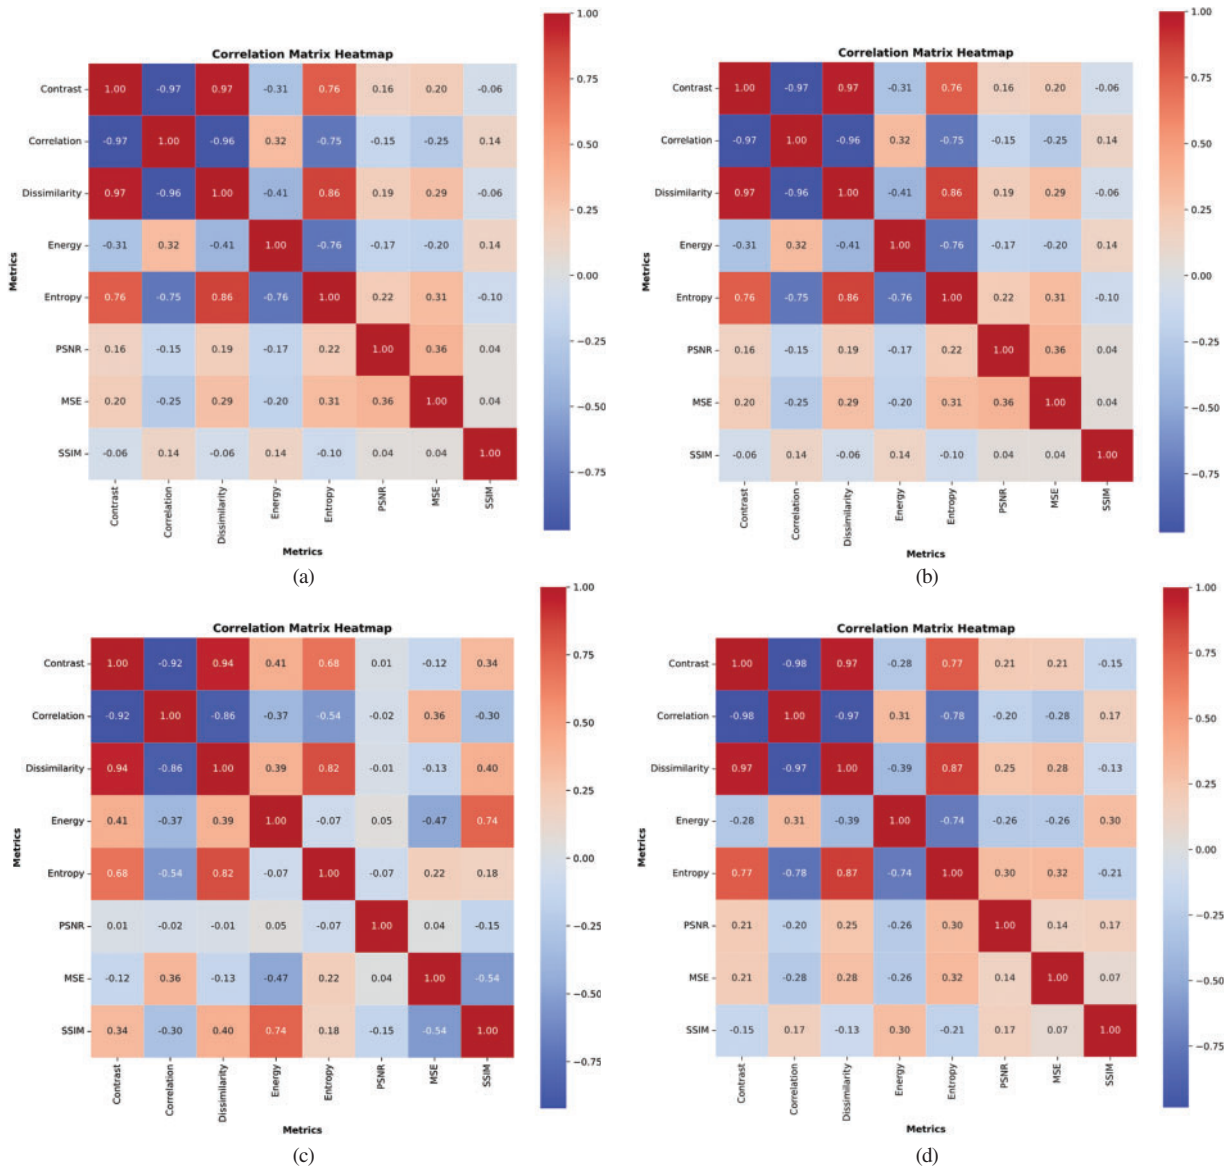 Correlation Matrix Heatmap
Metrics
Contrast 1.00 -0.97 0.97 -0.31 0.76 0.16 0.20 -0.06
Correlation -0.97 1.00 -0.96 0.32 -0.75 -0.15 -0.25 0.14
Dissimilarity 0.97 -0.96 1.00 -0.41 0.86 0.19 0.29 -0.06
Energy -0.31 0.32 -0.41 1.00 -0.76 -0.17 -0.20 0.14
Entropy 0.76 -0.75 0.86 -0.76 1.00 0.22 0.31 -0.10
PSNR 0.16 -0.15 0.19 -0.17 0.22 1.00 0.36 0.04
MSE 0.20 -0.25 0.29 -0.20 0.31 0.36 1.00 0.04
SSIM -0.06 0.14 -0.06 0.14 -0.10 0.04 0.04 1.00
Contrast Correlation Dissimilarity Energy Entropy PSNR MSE SSIM
Metrics
1.00
0.75
0.50
0.25
0.00
−0.25
−0.50
−0.75
(a)
Correlation Matrix Heatmap
Metrics
Contrast 1.00 -0.97 0.97 -0.31 0.76 0.16 0.20 -0.06
Correlation -0.97 1.00 -0.96 0.32 -0.75 -0.15 -0.25 0.14
Dissimilarity 0.97 -0.96 1.00 -0.41 0.86 0.19 0.29 -0.06
Energy -0.31 0.32 -0.41 1.00 -0.76 -0.17 -0.20 0.14
Entropy 0.76 -0.75 0.86 -0.76 1.00 0.22 0.31 -0.10
PSNR 0.16 -0.15 0.19 -0.17 0.22 1.00 0.36 0.04
MSE 0.20 -0.25 0.29 -0.20 0.31 0.36 1.00 0.04
SSIM -0.06 0.14 -0.06 0.14 -0.10 0.04 0.04 1.00
Contrast Correlation Dissimilarity Energy Entropy PSNR MSE SSIM
Metrics
1.00
0.75
0.50
0.25
0.00
−0.25
−0.50
−0.75
(b)
Correlation Matrix Heatmap
Metrics
Contrast 1.00 -0.92 0.94 0.41 0.68 0.01 -0.12 0.34
Correlation -0.92 1.00 -0.86 -0.37 -0.54 -0.02 0.36 -0.30
Dissimilarity 0.94 -0.86 1.00 0.39 0.82 -0.01 -0.13 0.40
Energy 0.41 -0.37 0.39 1.00 -0.07 0.05 -0.47 0.74
Entropy 0.68 -0.54 0.82 -0.07 1.00 -0.07 0.22 0.18
PSNR 0.01 -0.02 -0.01 0.05 -0.07 1.00 0.04 -0.15
MSE -0.12 0.36 -0.13 -0.47 0.22 0.04 1.00 -0.54
SSIM 0.34 -0.30 0.40 0.74 0.18 -0.15 -0.54 1.00
Contrast Correlation Dissimilarity Energy Entropy PSNR MSE SSIM
Metrics
1.00
0.75
0.50
0.25
0.00
−0.25
−0.50
−0.75
(c)
Correlation Matrix Heatmap
Metrics
Contrast 1.00 -0.98 0.97 -0.28 0.77 0.21 0.21 -0.15
Correlation -0.98 1.00 -0.97 0.31 -0.78 -0.20 -0.28 0.17
Dissimilarity 0.97 -0.97 1.00 -0.39 0.87 0.25 0.28 -0.13
Energy -0.28 0.31 -0.39 1.00 -0.74 -0.26 -0.26 0.30
Entropy 0.77 -0.78 0.87 -0.74 1.00 0.30 0.32 -0.21
PSNR 0.21 -0.20 0.25 -0.26 0.30 1.00 0.14 0.17
MSE 0.21 -0.28 0.28 -0.26 0.32 0.14 1.00 0.07
SSIM -0.15 0.17 -0.13 0.30 -0.21 0.17 0.07 1.00
Contrast Correlation Dissimilarity Energy Entropy PSNR MSE SSIM
Metrics
1.00
0.75
0.50
0.25
0.00
−0.25
−0.50
−0.75
(d)